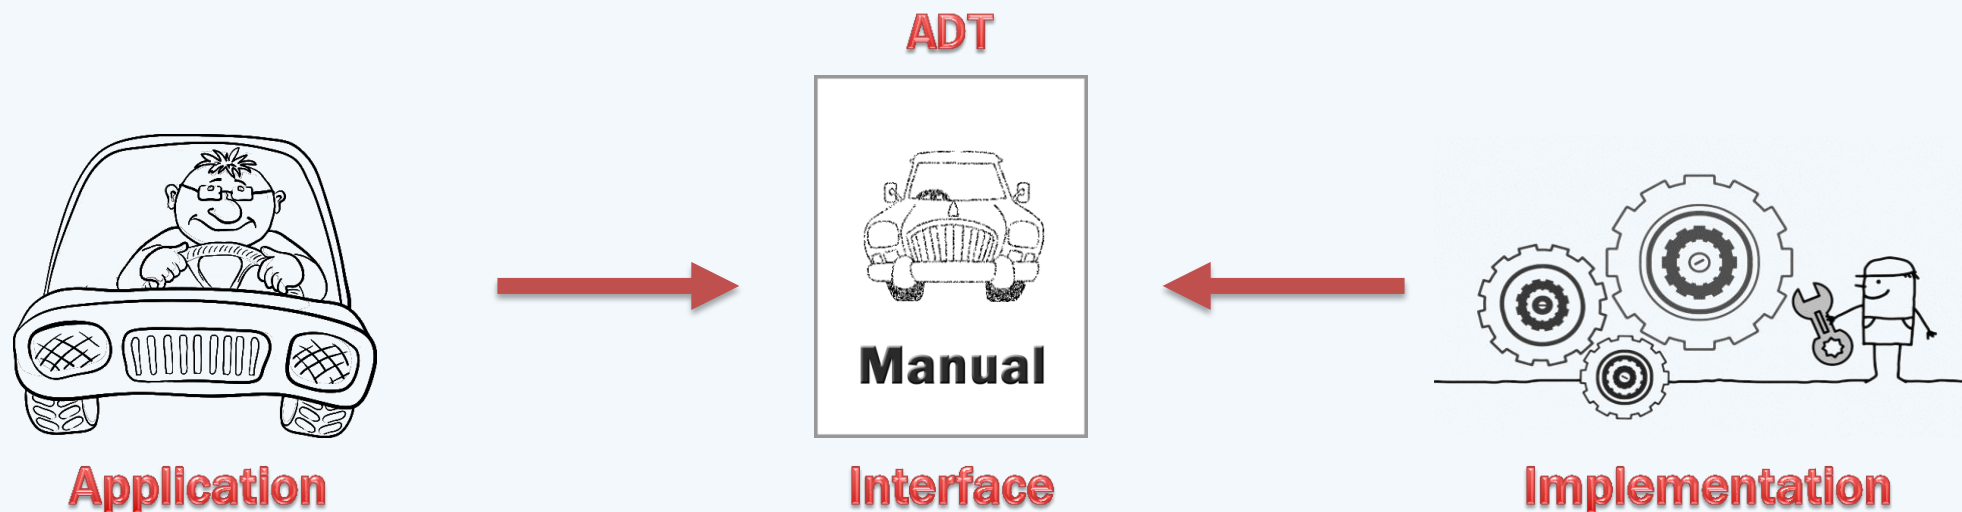 ADT
Manual
Application
Interface
Implementation